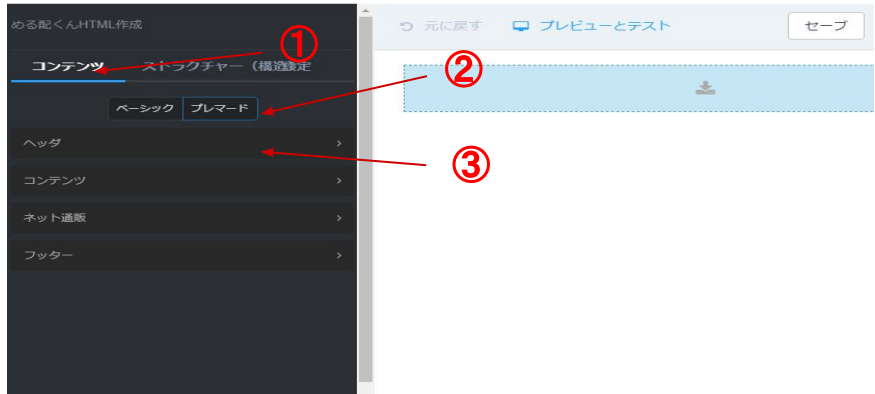 める配くんHTML作成
元に戻す
プレビューとテスト
セーブ
①
コンテンツ
ストラクチャー（構造
設定
②
ベーシック
プレマード
ヘッダ
③
コンテンツ
ネット通販
フッター